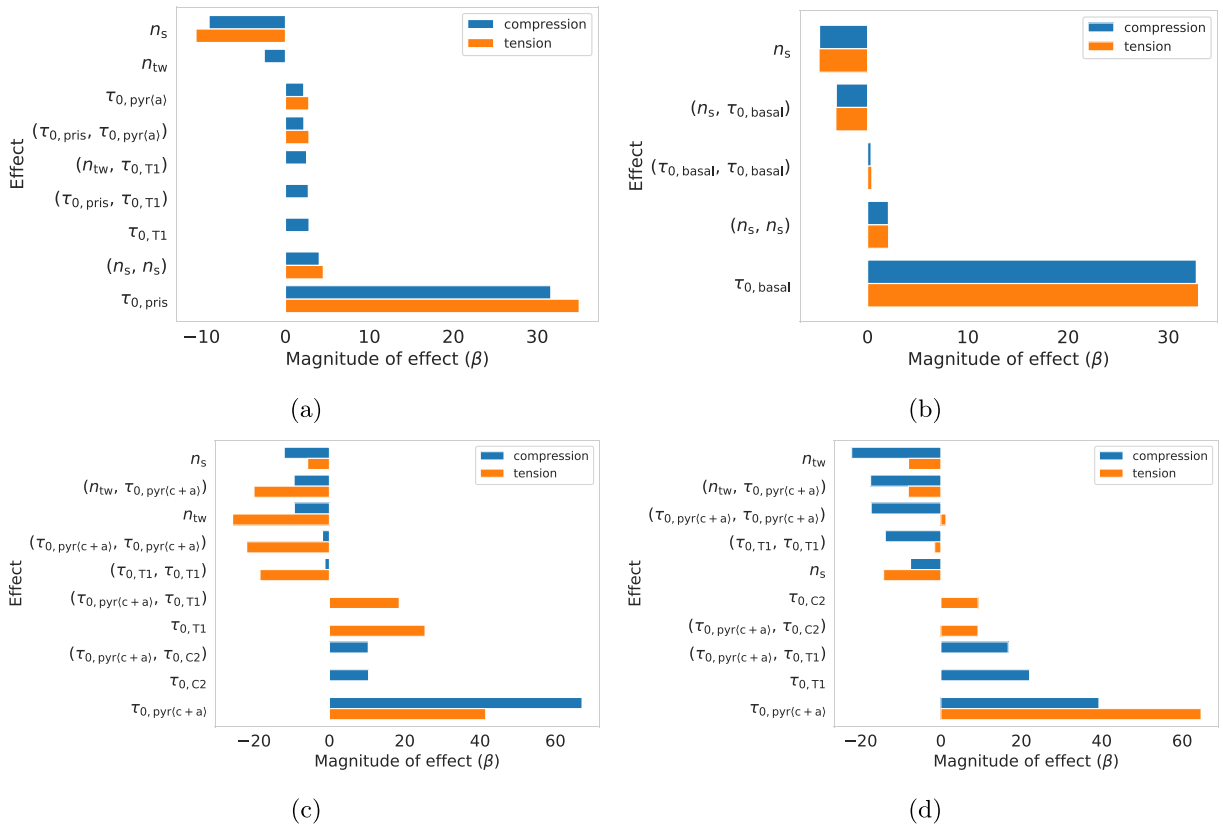 compression
tension
n_s
n_tw
τ_0, pyr⟨a⟩
(τ_0, pris, τ_0, pyr⟨a⟩)
(n_tw, τ_0, T1)
(τ_0, pris, τ_0, T1)
τ_0, T1
(n_s, n_s)
τ_0, pris
Effect
−10 0 10 20 30
Magnitude of effect (β)
(a)
compression
tension
n_s
(n_s, τ_0, basal)
(τ_0, basal, τ_0, basal)
(n_s, n_s)
τ_0, basal
Effect
0 10 20 30
Magnitude of effect (β)
(b)
compression
tension
n_s
(n_tw, τ_0, pyr⟨c + a⟩)
n_tw
(τ_0, pyr⟨c + a⟩, τ_0, pyr⟨c + a⟩)
(τ_0, T1, τ_0, T1)
(τ_0, pyr⟨c + a⟩, τ_0, T1)
τ_0, T1
(τ_0, pyr⟨c + a⟩, τ_0, C2)
τ_0, C2
τ_0, pyr⟨c + a⟩
Effect
−20 0 20 40 60
Magnitude of effect (β)
(c)
compression
tension
n_tw
(n_tw, τ_0, pyr⟨c + a⟩)
(τ_0, pyr⟨c + a⟩, τ_0, pyr⟨c + a⟩)
(τ_0, T1, τ_0, T1)
n_s
τ_0, C2
(τ_0, pyr⟨c + a⟩, τ_0, C2)
(τ_0, pyr⟨c + a⟩, τ_0, T1)
τ_0, T1
τ_0, pyr⟨c + a⟩
Effect
−20 0 20 40 60
Magnitude of effect (β)
(d)